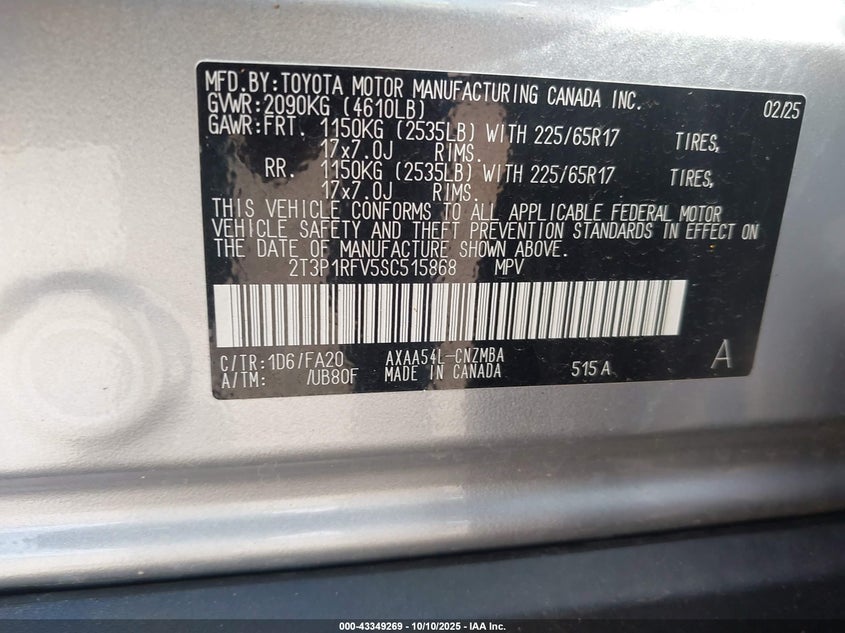 MFD.BY:TOYOTA MOTOR MANUFACTURING CANADA INC.
GVWR:2090KG (4610LB) 02/25
GAWR:FRT. 1150KG (2535LB) WITH 225/65R17 TIRES,
17x7.0J RIMS.
RR. 1150KG (2535LB) WITH 225/65R17 TIRES,
17x7.0J RIMS.
THIS VEHICLE CONFORMS TO ALL APPLICABLE FEDERAL MOTOR
VEHICLE SAFETY AND THEFT PREVENTION STANDARDS IN EFFECT ON
THE DATE OF MANUFACTURE SHOWN ABOVE.
2T3P1RFV5SC515868 MPV
C/TR:1D6/FA20 AXAA54L-CNZMBA
A/TM: /UB80F MADE IN CANADA 515A A
000-43349269 - 10/10/2025 - IAA Inc.